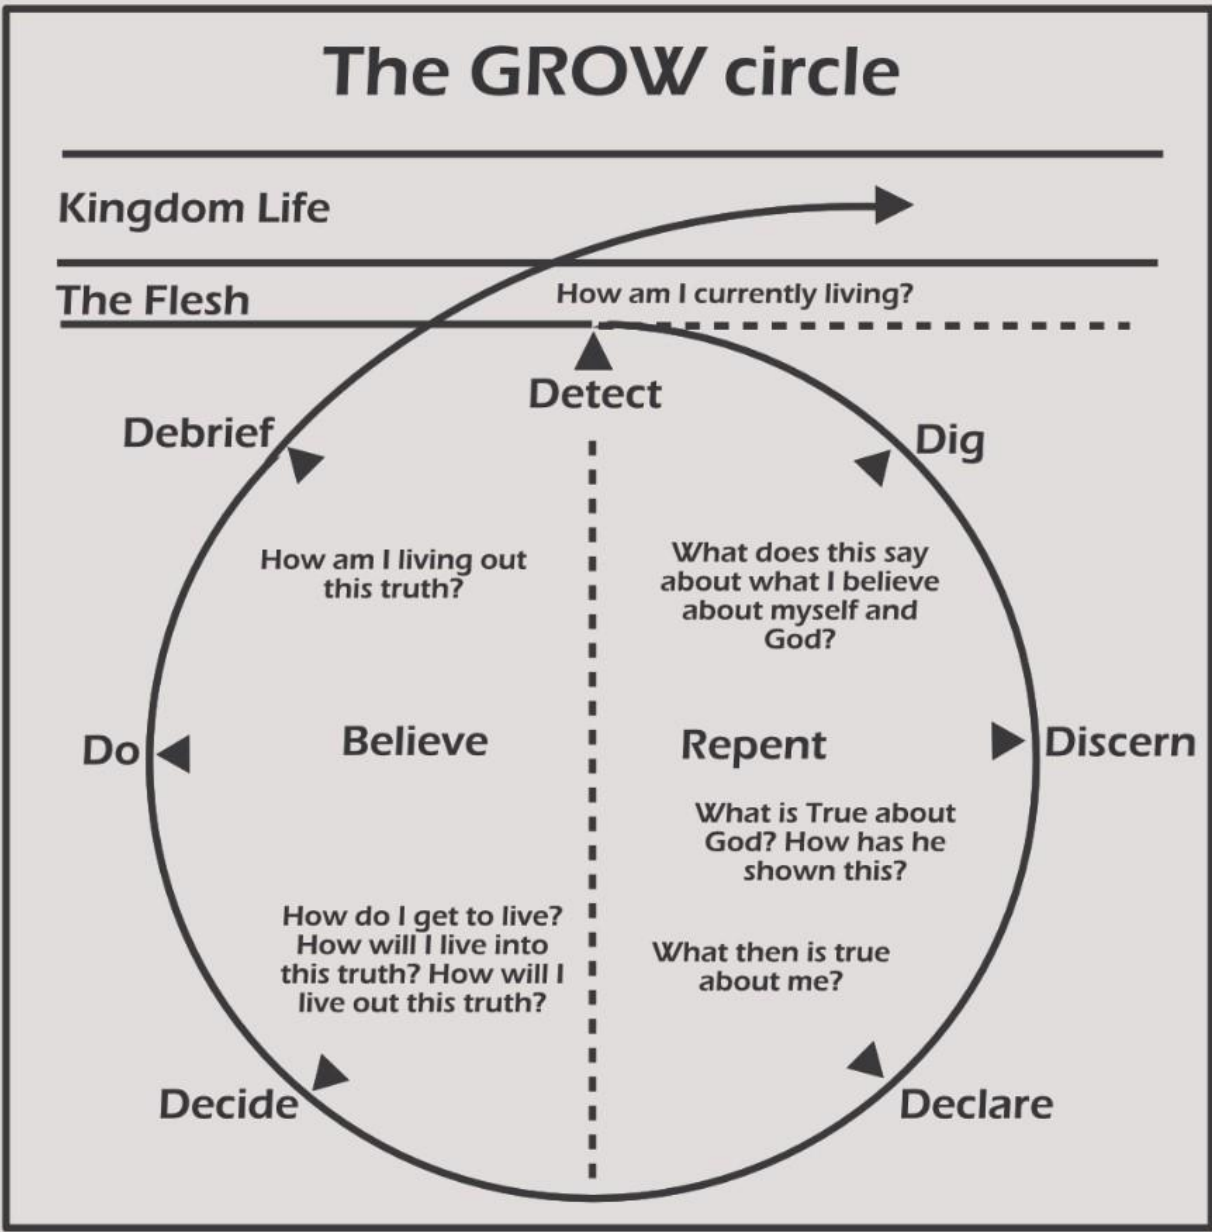 The GROW circle
Kingdom Life
The Flesh
How am I currently living?
Detect
Debrief
Dig
How am I living out
this truth?
What does this say
about what I believe
about myself and
God?
Do
Believe
Repent
Discern
What is True about
God? How has he
shown this?
How do I get to live?
How will I live into
this truth? How will I
live out this truth?
What then is true
about me?
Decide
Declare